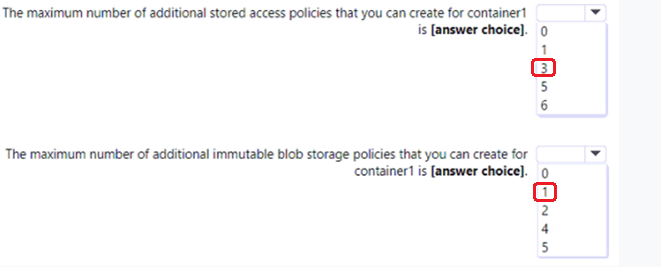 The maximum number of additional stored access policies that you can create for container1
is [answer choice].
0
1
3
5
6
The maximum number of additional immutable blob storage policies that you can create for
container1 is [answer choice].
0
1
2
4
5